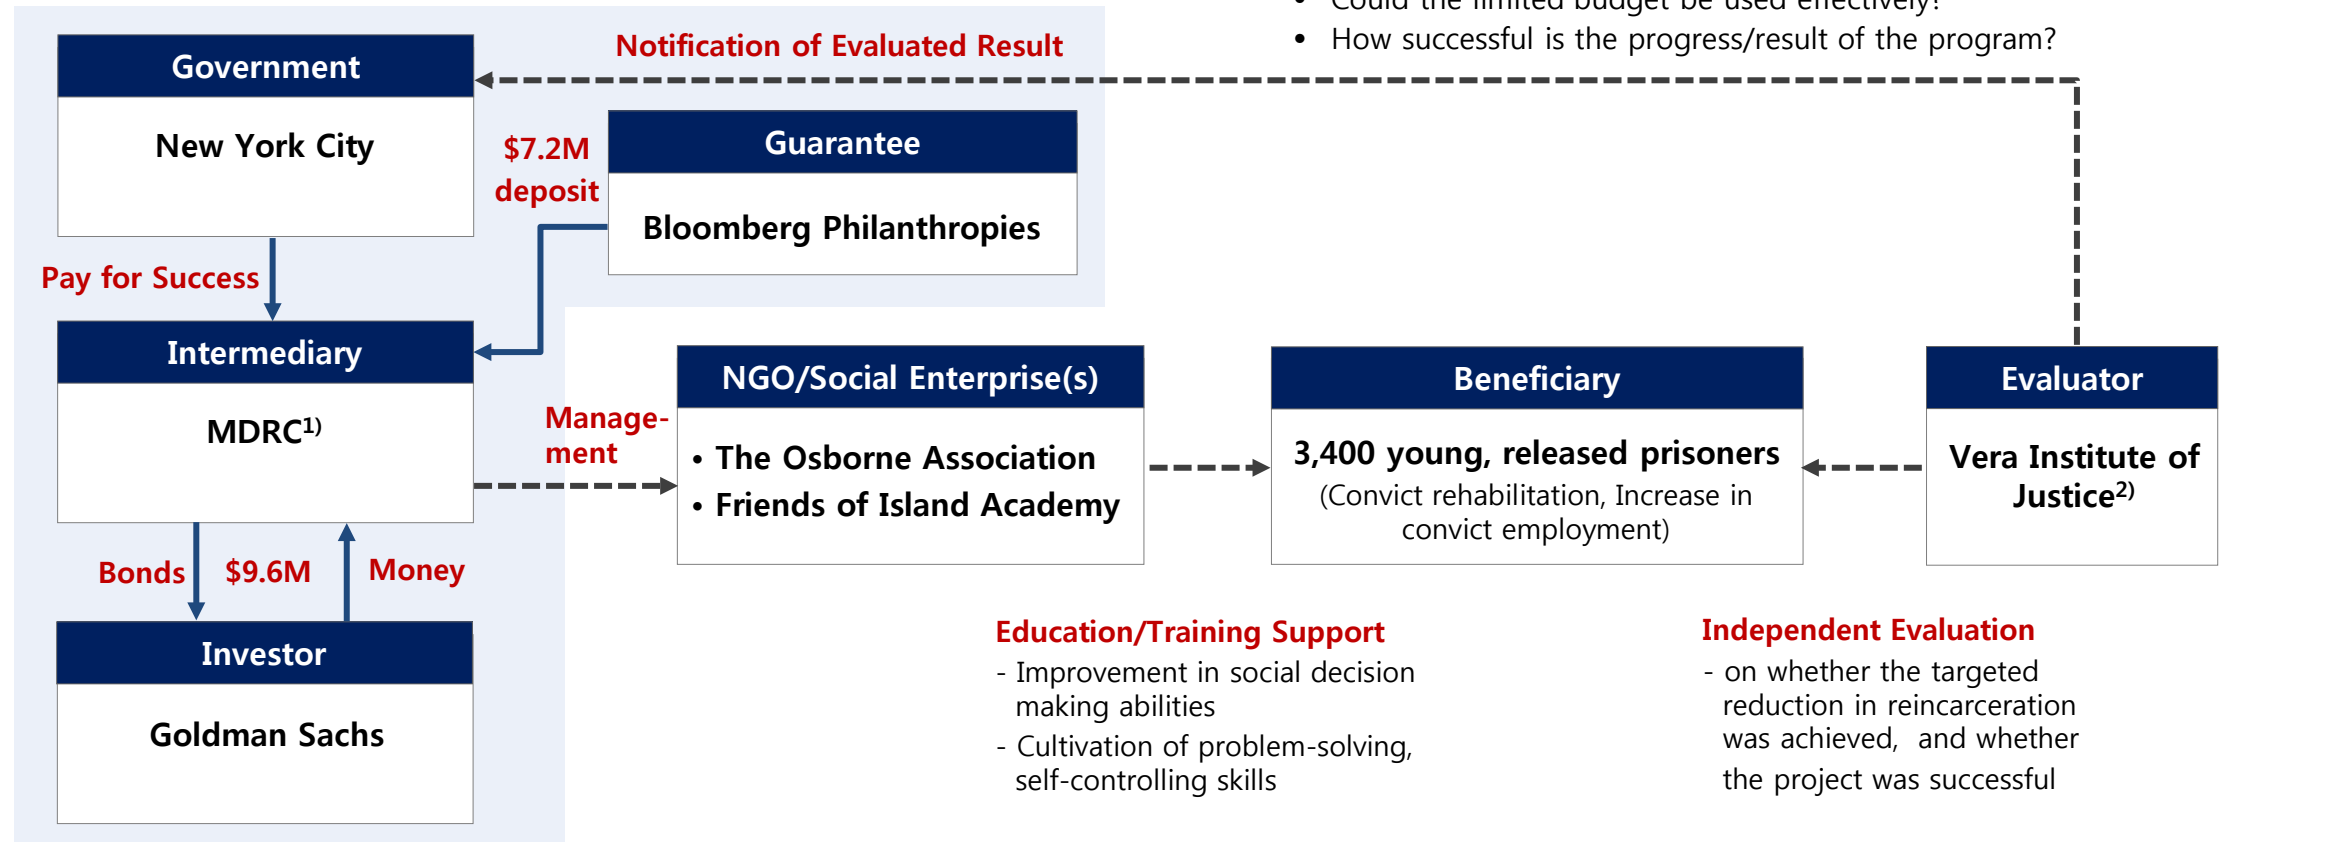 Could the limited budget be used effectively?
• How successful is the progress/result of the program?
Notification of Evaluated Result
Government
New York City
$7.2M
deposit
Guarantee
Bloomberg Philanthropies
Pay for Success
Intermediary
MDRC1)
Manage-
ment
NGO/Social Enterprise(s)
• The Osborne Association
• Friends of Island Academy
Beneficiary
3,400 young, released prisoners
(Convict rehabilitation, Increase in
convict employment)
Evaluator
Vera Institute of
Justice2)
Bonds $9.6M Money
Investor
Goldman Sachs
Education/Training Support
- Improvement in social decision
making abilities
- Cultivation of problem-solving,
self-controlling skills
Independent Evaluation
- on whether the targeted
reduction in reincarceration
was achieved, and whether
the project was successful